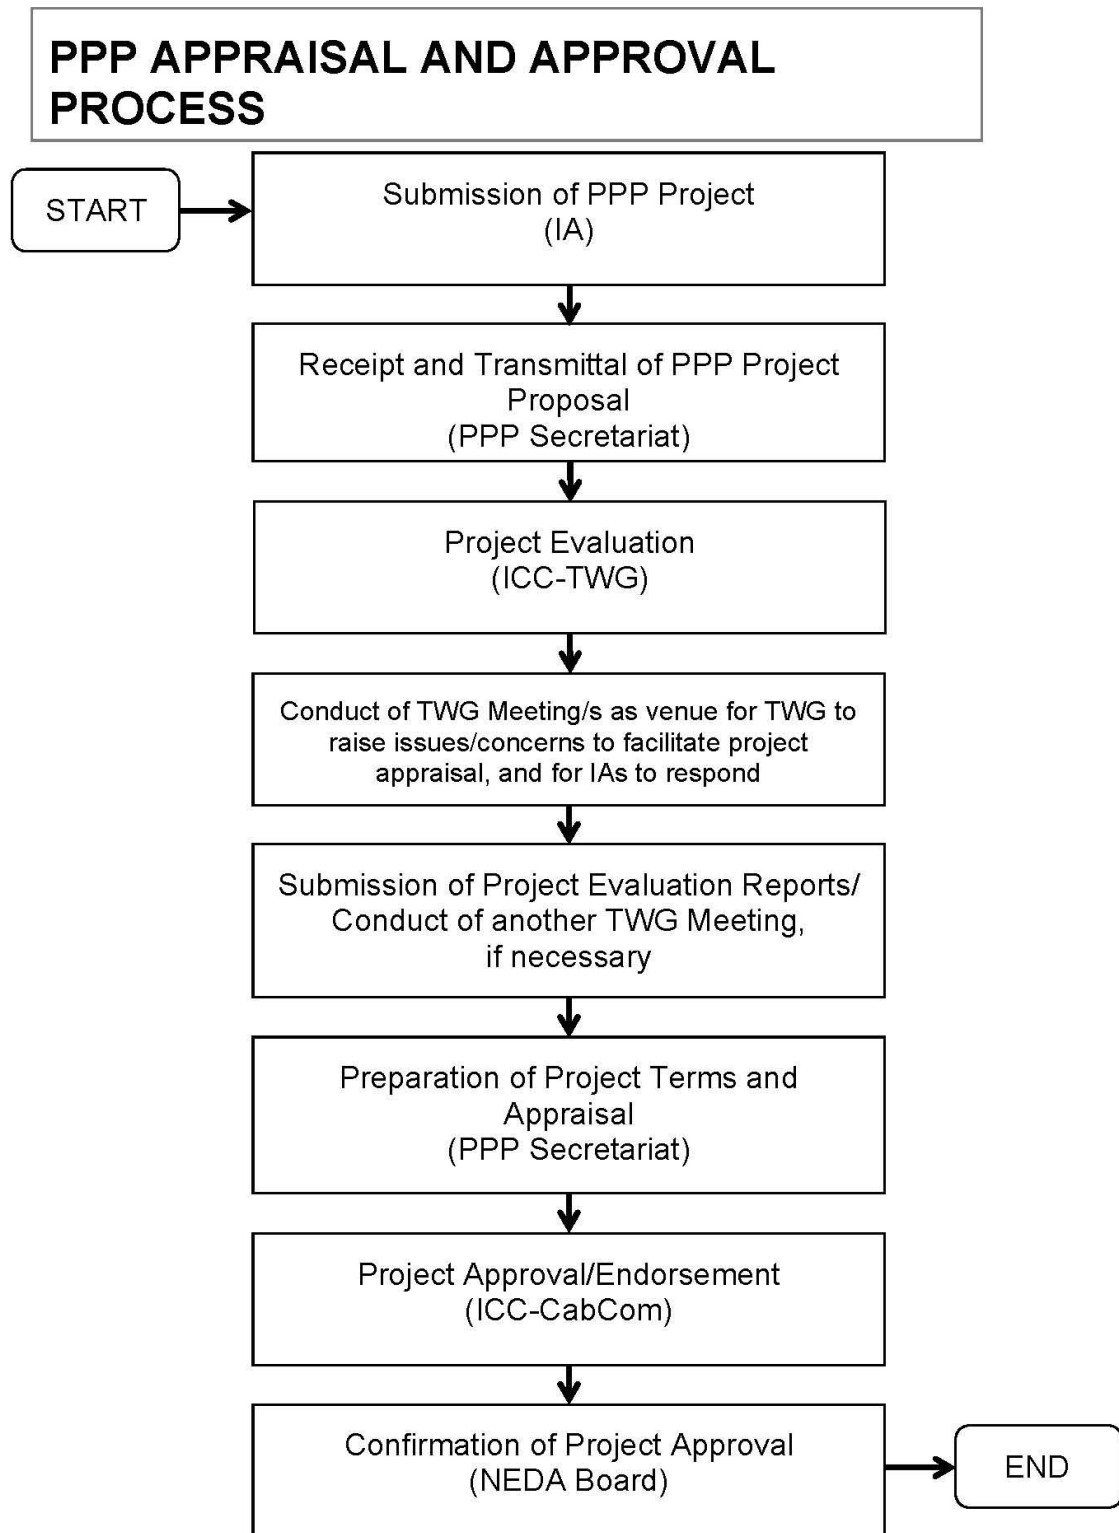 PPP APPRAISAL AND APPROVAL
PROCESS
START
Submission of PPP Project
(IA)
Receipt and Transmittal of PPP Project
Proposal
(PPP Secretariat)
Project Evaluation
(ICC-TWG)
Conduct of TWG Meeting/s as venue for TWG to
raise issues/concerns to facilitate project
appraisal, and for IAs to respond
Submission of Project Evaluation Reports/
Conduct of another TWG Meeting,
if necessary
Preparation of Project Terms and
Appraisal
(PPP Secretariat)
Project Approval/Endorsement
(ICC-CabCom)
Confirmation of Project Approval
(NEDA Board)
END